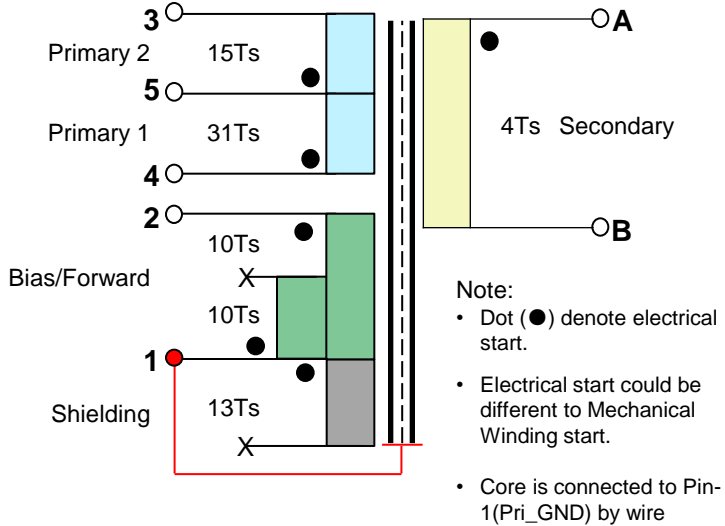 3
Primary 2
15Ts
5
Primary 1
31Ts
4
2
10Ts
X
Bias/Forward
10Ts
1
Shielding
13Ts
X
A
4Ts Secondary
B
Note:
• Dot (●) denote electrical
start.
• Electrical start could be
different to Mechanical
Winding start.
• Core is connected to Pin-
1(Pri_GND) by wire